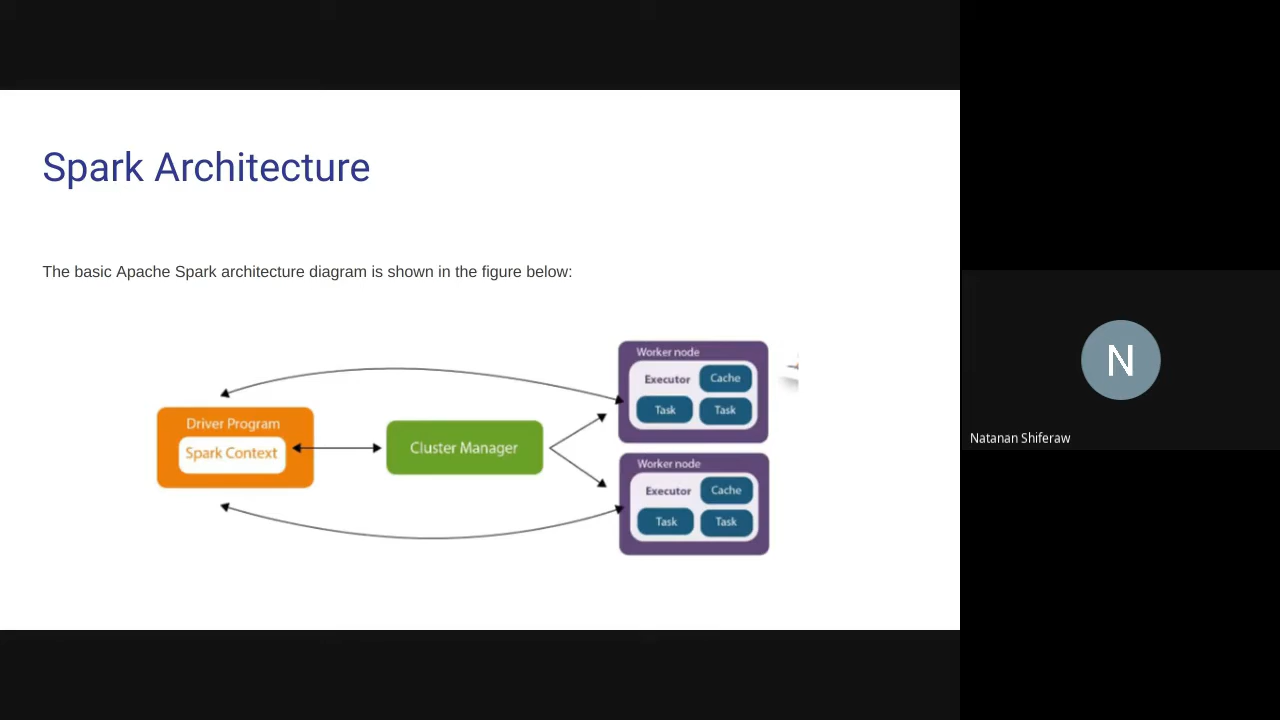 Spark Architecture
The basic Apache Spark architecture diagram is shown in the figure below:
Driver Program
Spark Context
Cluster Manager
Worker node
Executor
Cache
Task
Task
Worker node
Executor
Cache
Task
Task
N
Natanan Shiferaw